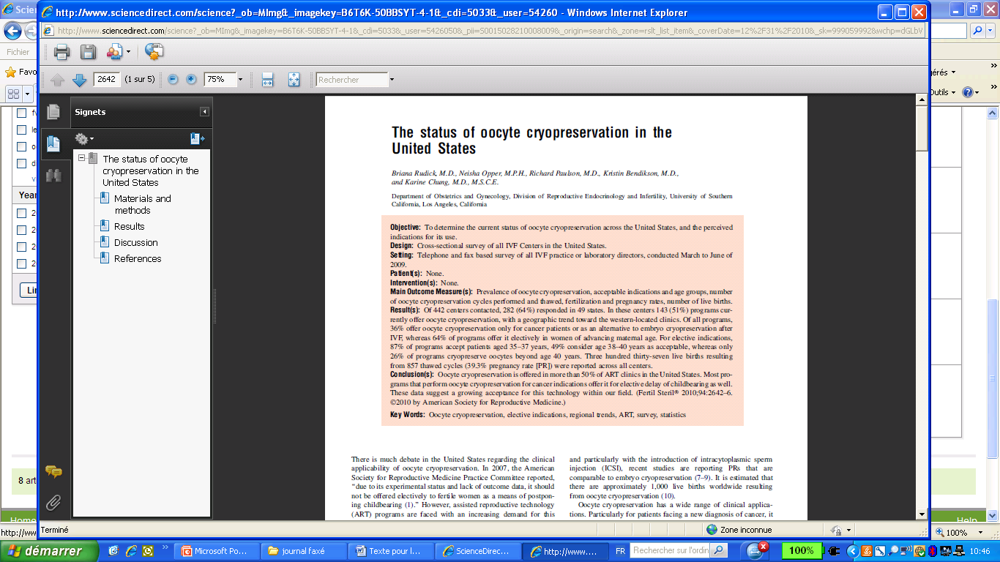 http://www.sciencedirect.com/science?_ob=MImg&_imagekey=B6T6K-50BBSYT-4-1&_cdi=5033&_user=54260 - Windows Internet Explorer
http://www.sciencedirect.com/science?_ob=MImg&_imagekey=B6T6K-50BBSYT-4-1&_cdi=5033&_user=5426050&_pii=S0015028210000009&_origin=search&_zone=rslt_list_item&_coverDate=12%2F31%2F2010&_sk=999059992&wchp=dGLbV
Fichier
Favo
2642 (1 sur 5) 75% Rechercher
gérés
Outils
Signets
The status of oocyte
cryopreservation in the
United States
Materials and
methods
Results
Discussion
References
Year
The status of oocyte cryopreservation in the
United States
Briana Rudick, M.D., Neisha Opper, M.P.H., Richard Paulson, M.D., Kristin Bendikson, M.D.,
and Karine Chung, M.D., M.S.C.E.
Department of Obstetrics and Gynecology, Division of Reproductive Endocrinology and Infertility, University of Southern
California, Los Angeles, California
Objective: To determine the current status of oocyte cryopreservation across the United States, and the perceived
indications for its use.
Design: Cross-sectional survey of all IVF Centers in the United States.
Setting: Telephone and fax based survey of all IVF practice or laboratory directors, conducted March to June of
2009.
Patient(s): None.
Intervention(s): None.
Main Outcome Measure(s): Prevalence of oocyte cryopreservation, acceptable indications and age groups, number
of oocyte cryopreservation cycles performed and thawed, fertilization and pregnancy rates, number of live births.
Result(s): Of 442 centers contacted, 282 (64%) responded in 49 states. In these centers 143 (51%) programs cur-
rently offer oocyte cryopreservation, with a geographic trend toward the western-located clinics. Of all programs,
36% offer oocyte cryopreservation only for cancer patients or as an alternative to embryo cryopreservation after
IVF, whereas 64% of programs offer it electively in women of advancing maternal age. For elective indications,
87% of programs accept patients aged 35–37 years, 49% consider age 38–40 years as acceptable, whereas only
26% of programs cryopreserve oocytes beyond age 40 years. Three hundred thirty-seven live births resulting
from 857 thawed cycles (39.3% pregnancy rate [PR]) were reported across all centers.
Conclusion(s): Oocyte cryopreservation is offered in more than 50% of ART clinics in the United States. Most pro-
grams that perform oocyte cryopreservation for cancer indications offer it for elective delay of childbearing as well.
These data suggest a growing acceptance for this technology within our field. (Fertil Steril® 2010;94:2642–6.
©2010 by American Society for Reproductive Medicine.)
Key Words: Oocyte cryopreservation, elective indications, regional trends, ART, survey, statistics
There is much debate in the United States regarding the clinical
applicability of oocyte cryopreservation. In 2007, the American
Society for Reproductive Medicine Practice Committee reported,
“due to its experimental status and lack of outcome data, it should
not be offered electively to fertile women as a means of postpon-
ing childbearing (1).” However, assisted reproductive technology
(ART) programs are faced with an increasing demand for this
and particularly with the introduction of intracytoplasmic sperm
injection (ICSI), recent studies are reporting PRs that are
comparable to embryo cryopreservation (7–9). It is estimated that
there are approximately 1,000 live births worldwide resulting
from oocyte cryopreservation (10).
Oocyte cryopreservation has a wide range of clinical applica-
tions. Particularly for patients facing a new diagnosis of cancer, it
8 art
Home
Help
http://ww
Terminé
Zone inconnue
100%
démarrer
Microsoft Po...
journal faxé
Texte pour l...
ScienceDirec...
http://www....
FR
Rechercher sur l'ordin
100%
10:46